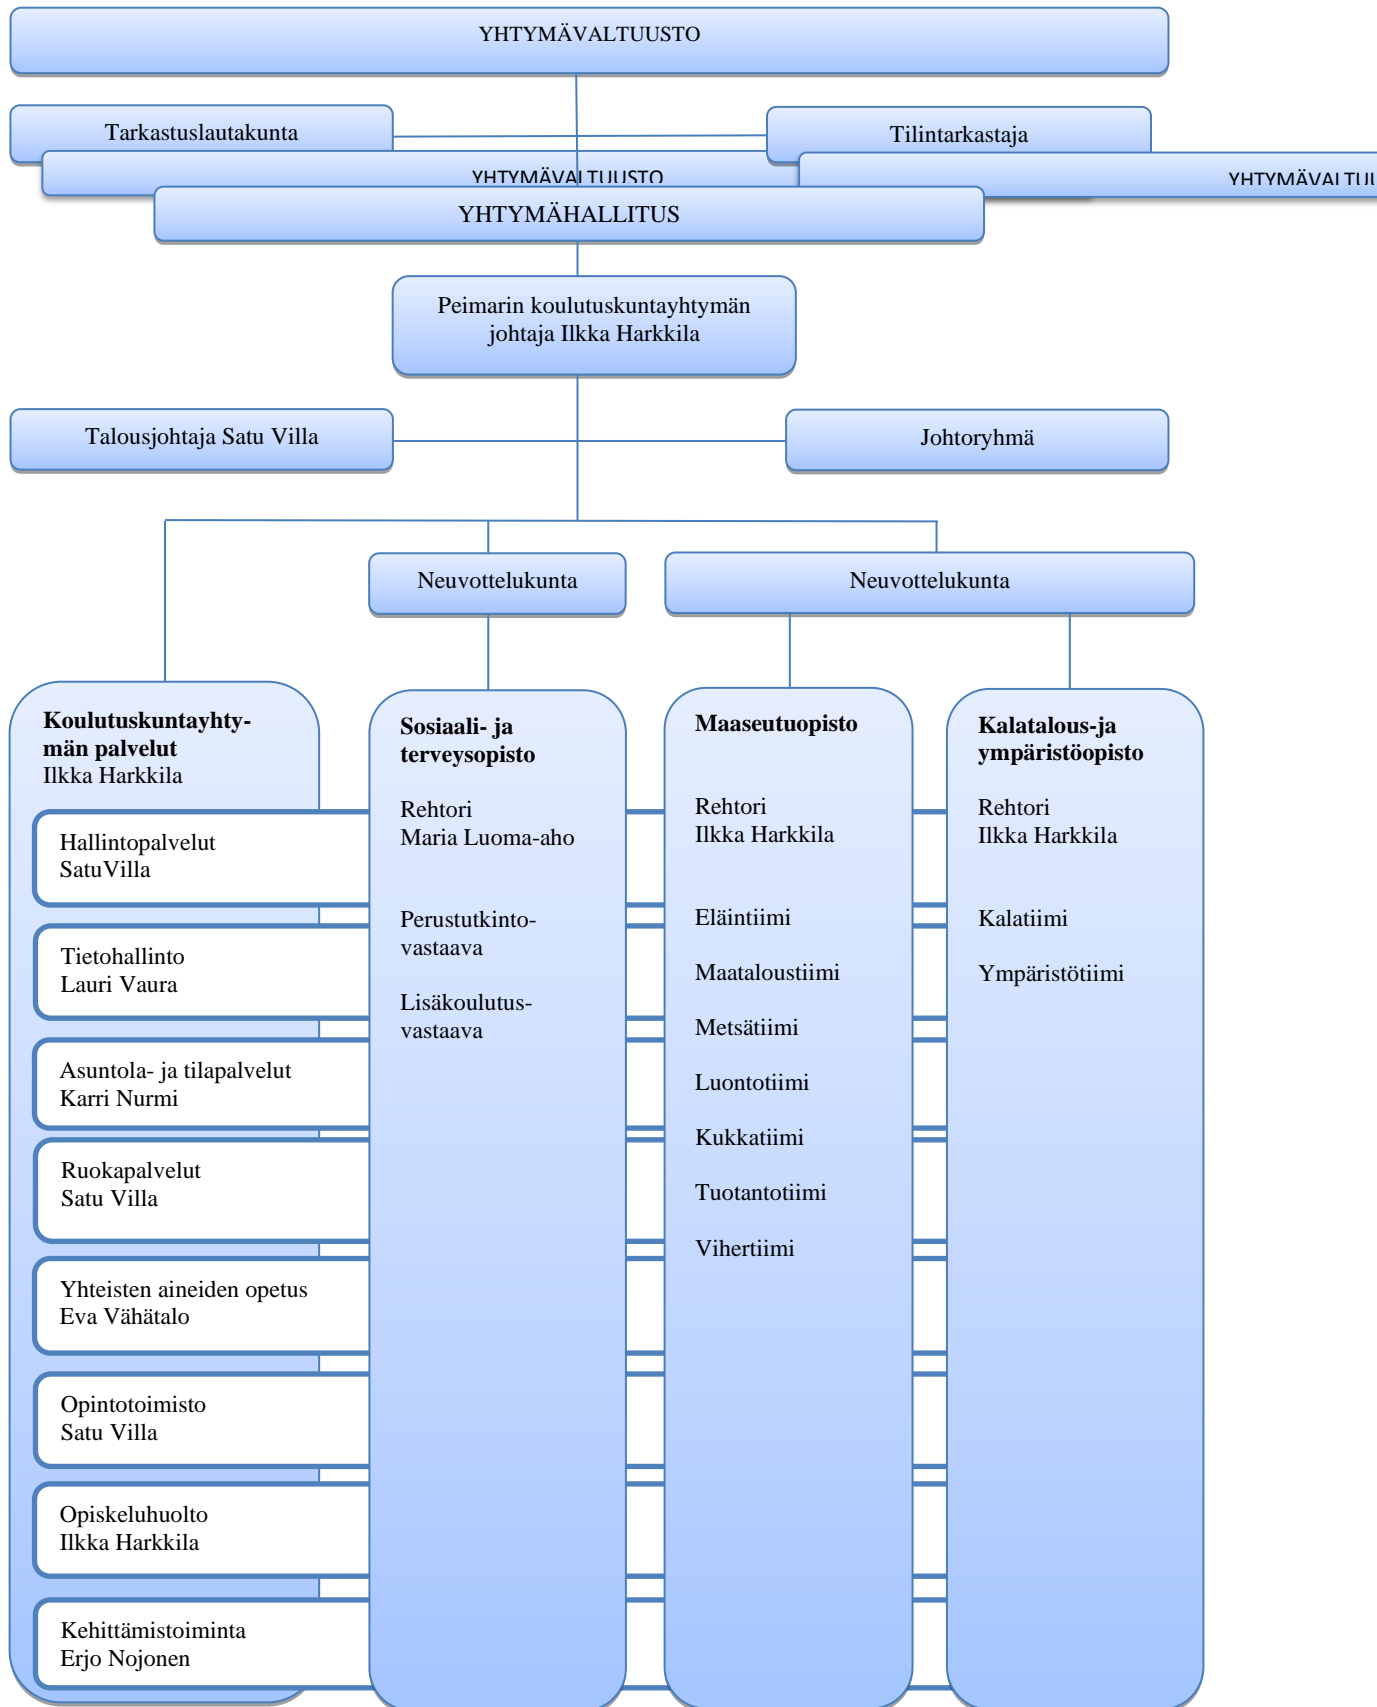 YHTYMÄVALTUUSTO
Tarkastuslautakunta
Tilintarkastaja
YHTYMÄVALTUUSTO
YHTYMÄVALTUU
YHTYMÄHALLITUS
Peimarin koulutuskuntayhtymän
johtaja Ilkka Harkkila
Talousjohtaja Satu Villa
Johtoryhmä
Neuvottelukunta
Neuvottelukunta
Koulutuskuntayhty-
män palvelut
Ilkka Harkkila
Hallintopalvelut
SatuVilla
Tietohallinto
Lauri Vaura
Asuntola- ja tilapalvelut
Karri Nurmi
Ruokapalvelut
Satu Villa
Yhteisten aineiden opetus
Eva Vähätalo
Opintotoimisto
Satu Villa
Opiskeluhuolto
Ilkka Harkkila
Kehittämistoiminta
Erjo Nojonen
Sosiaali- ja
terveysopisto
Rehtori
Maria Luoma-aho
Perustutkinto-
vastaava
Lisäkoulutus-
vastaava
Maaseutuopisto
Rehtori
Ilkka Harkkila
Eläintiimi
Maataloustiimi
Metsätiimi
Luontotiimi
Kukkatiimi
Tuotantotiimi
Vihertiimi
Kalatalous-ja
ympäristöopisto
Rehtori
Ilkka Harkkila
Kalatiimi
Ympäristötiimi